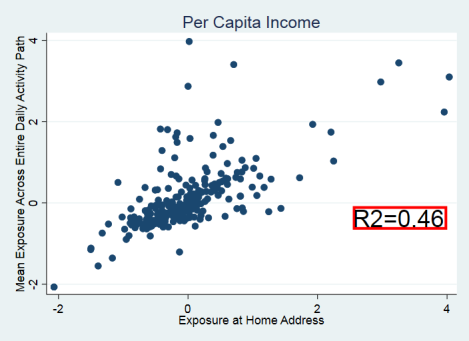 Per Capita Income
Mean Exposure Across Entire Daily Activity Path
4
2
0
-2
R2=0.46
-2
0
2
4
Exposure at Home Address